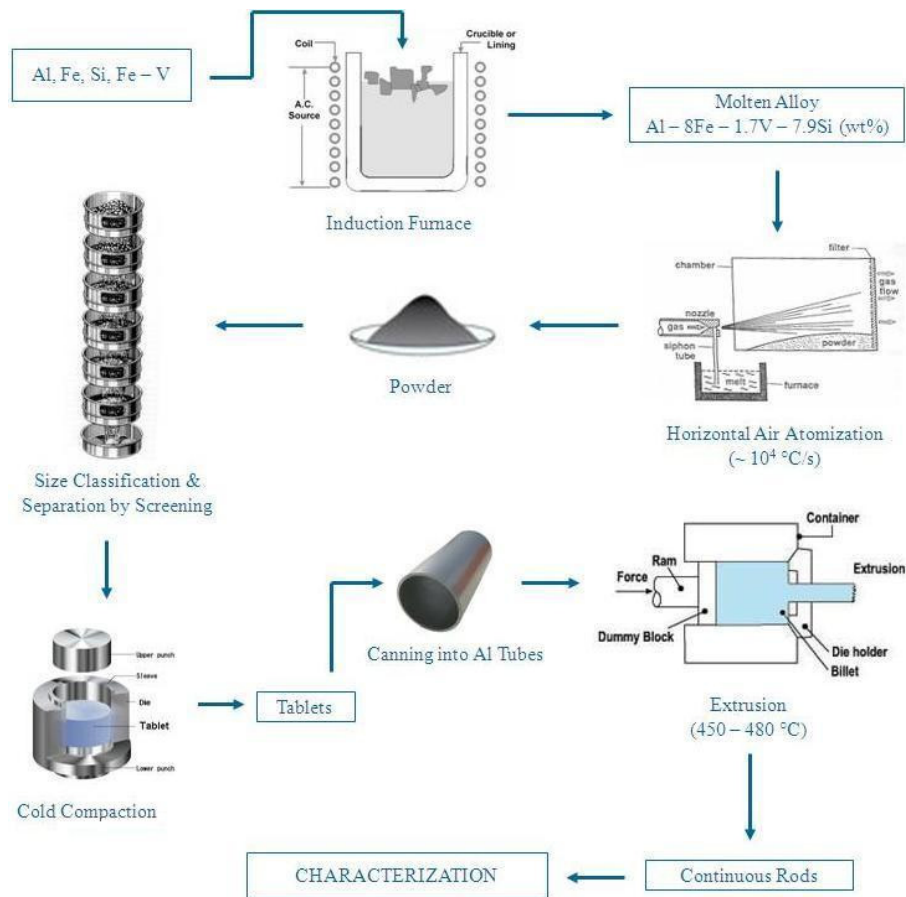 Al, Fe, Si, Fe – V
Coil
Crucible or
Lining
A.C.
Source
Induction Furnace
Molten Alloy
Al – 8Fe – 1.7V – 7.9Si (wt%)
filter
chamber
gas
flow
nozzle
gas
siphon
tube
powder
melt
furnace
Horizontal Air Atomization
(~ 10⁴ °C/s)
Powder
Size Classification &
Separation by Screening
Upper punch
Sleeve
Die
Tablet
Lower punch
Cold Compaction
Tablets
Canning into Al Tubes
Container
Ram
Force
Extrusion
Dummy Block
Die holder
Billet
Extrusion
(450 – 480 °C)
Continuous Rods
CHARACTERIZATION